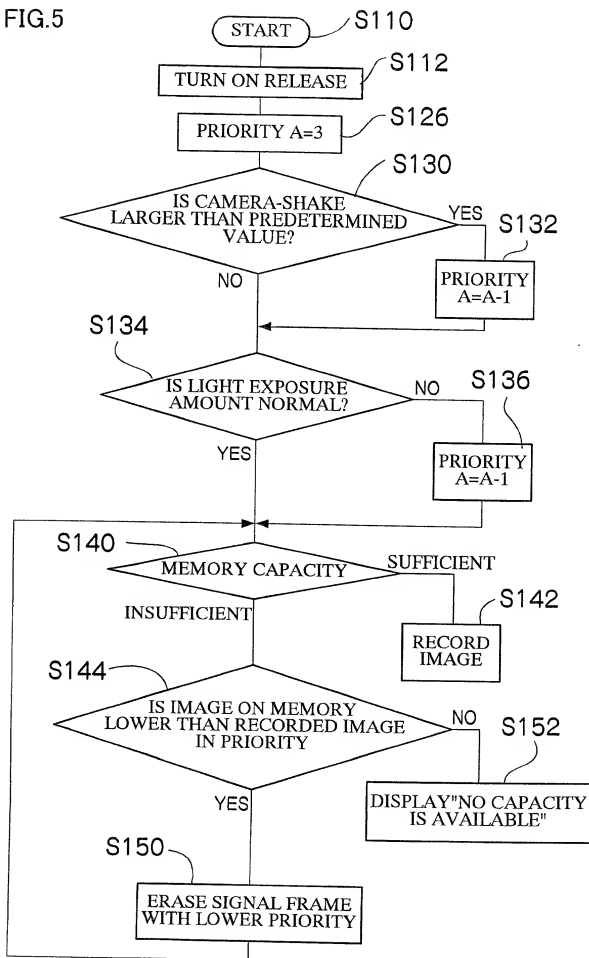 FIG.5
START
S110
TURN ON RELEASE
S112
PRIORITY A=3
S126
S130
IS CAMERA-SHAKE
LARGER THAN PREDETERMINED
VALUE?
YES
S132
PRIORITY
A=A-1
NO
S134
IS LIGHT EXPOSURE
AMOUNT NORMAL?
NO
S136
PRIORITY
A=A-1
YES
S140
MEMORY CAPACITY
SUFFICIENT
S142
RECORD
IMAGE
INSUFFICIENT
S144
IS IMAGE ON MEMORY
LOWER THAN RECORDED IMAGE
IN PRIORITY
NO
S152
DISPLAY"NO CAPACITY
IS AVAILABLE"
YES
S150
ERASE SIGNAL FRAME
WITH LOWER PRIORITY